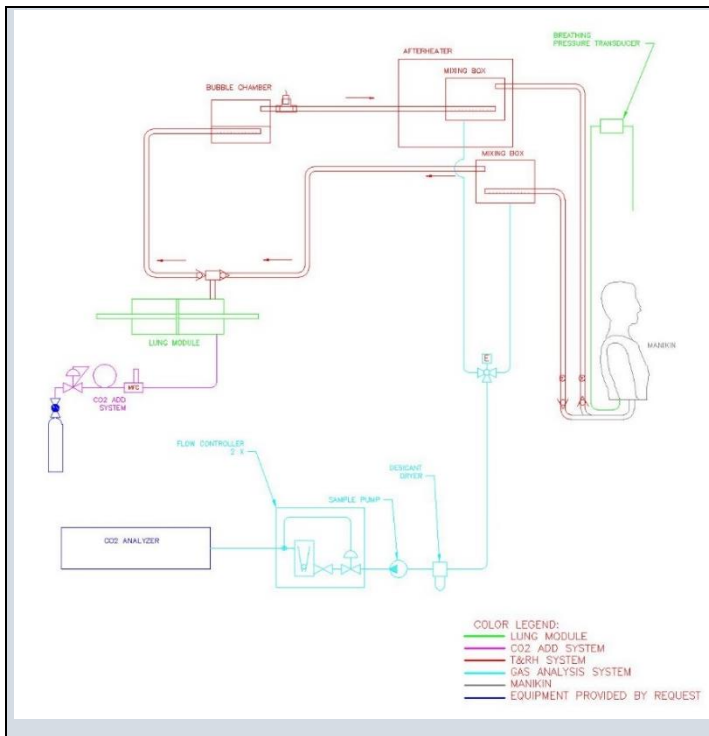 BREATHING
PRESSURE TRANSDUCER
AFTERHEATER
MIXING BOX
BUBBLE CHAMBER
MIXING BOX
MANIKIN
LUNG MODULE
E
MFC
CO2 ADD
SYSTEM
FLOW CONTROLLER
2 X
DESICANT
DRYER
SAMPLE PUMP
CO2 ANALYZER
COLOR LEGEND:
LUNG MODULE
CO2 ADD SYSTEM
T&RH SYSTEM
GAS ANALYSIS SYSTEM
MANIKIN
EQUIPMENT PROVIDED BY REQUEST